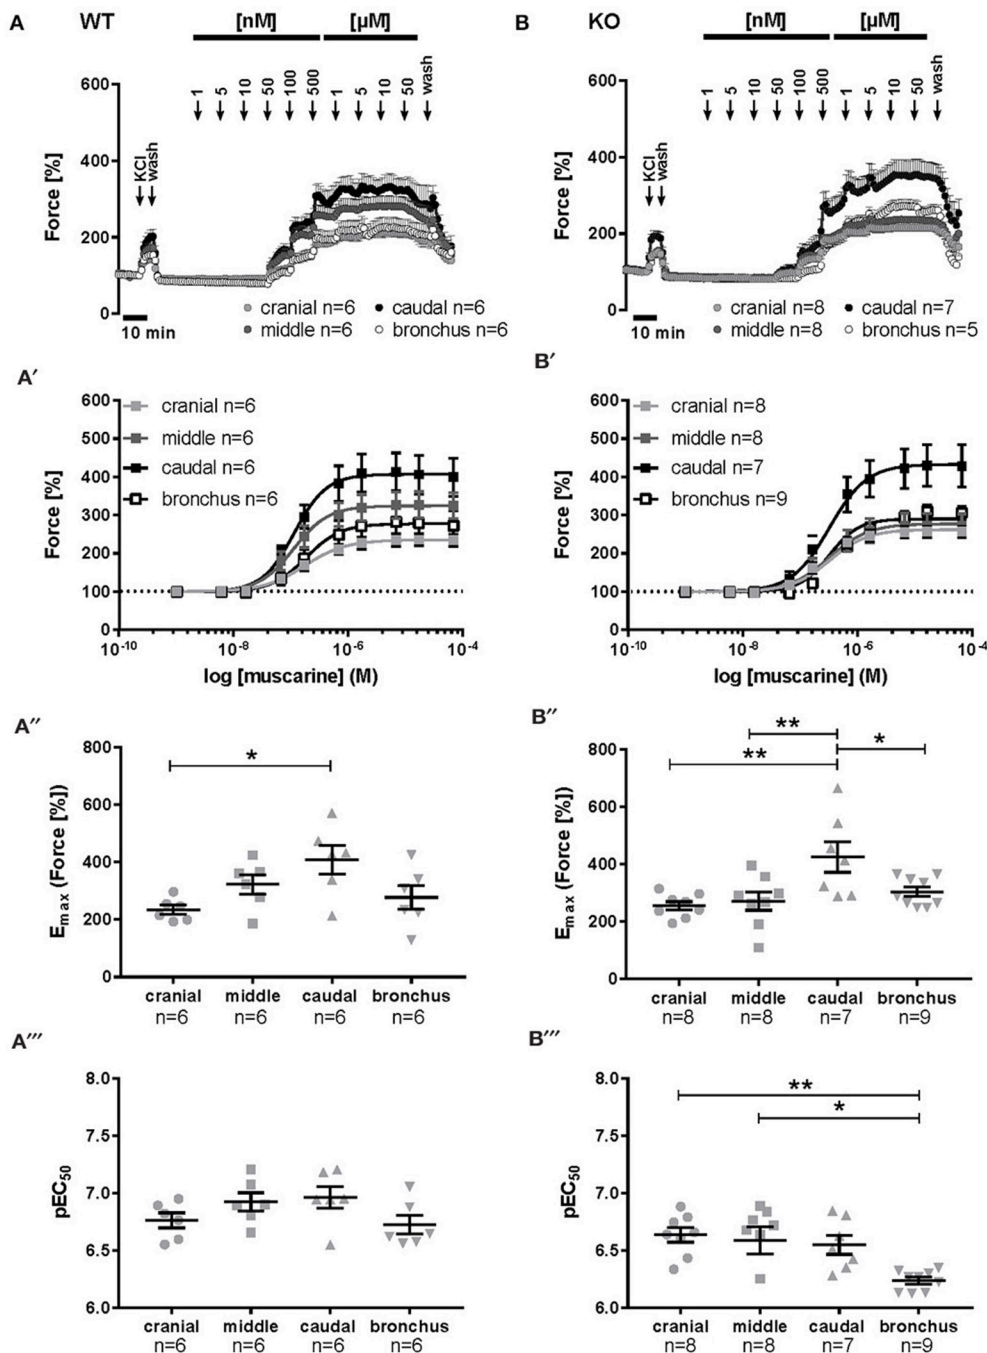 A WT [nM] [µM]
1 5 10 50 100 500 1 5 10 50 wash
600
400
200
0
Force [%]
KCl
wash
10 min
cranial n=6 caudal n=6
middle n=6 bronchus n=6
B KO [nM] [µM]
1 5 10 50 100 500 1 5 10 50 wash
600
400
200
0
Force [%]
KCl
wash
10 min
cranial n=8 caudal n=7
middle n=8 bronchus n=5
A′
600
500
400
300
200
100
0
Force [%]
cranial n=6
middle n=6
caudal n=6
bronchus n=6
10-10 10-8 10-6 10-4
log [muscarine] (M)
B′
600
500
400
300
200
100
0
Force [%]
cranial n=8
middle n=8
caudal n=7
bronchus n=9
10-10 10-8 10-6 10-4
log [muscarine] (M)
A″
800
600
400
200
0
Emax (Force [%])
*
cranial middle caudal bronchus
n=6 n=6 n=6 n=6
B″
800
600
400
200
0
Emax (Force [%])
**
** *
cranial middle caudal bronchus
n=8 n=8 n=7 n=9
A‴
8.0
7.5
7.0
6.5
6.0
pEC50
cranial middle caudal bronchus
n=6 n=6 n=6 n=6
B‴
8.0
7.5
7.0
6.5
6.0
pEC50
**
*
cranial middle caudal bronchus
n=8 n=8 n=7 n=9